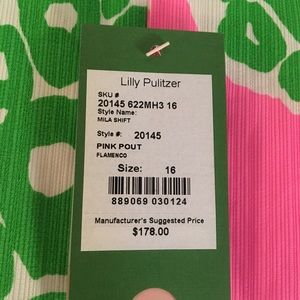 Lilly Pulitzer
SKU #
20145 622MH3 16
Style Name:
MILA SHIFT
Style #: 20145
PINK POUT
FLAMENCO
Size: 16
889069 030124
Manufacturer's Suggested Price
$178.00